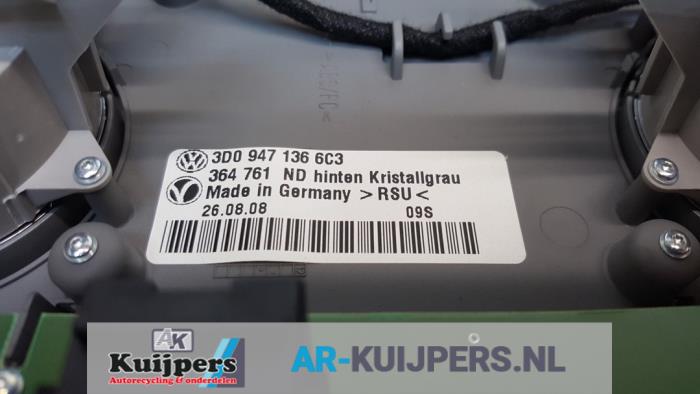 3D0 947 136 6C3
364 761 ND hinten Kristallgrau
Made in Germany >RSU<
26.08.08 09S
AK
Kuijpers
Autorecycling & onderdelen
AR-KUIJPERS.NL